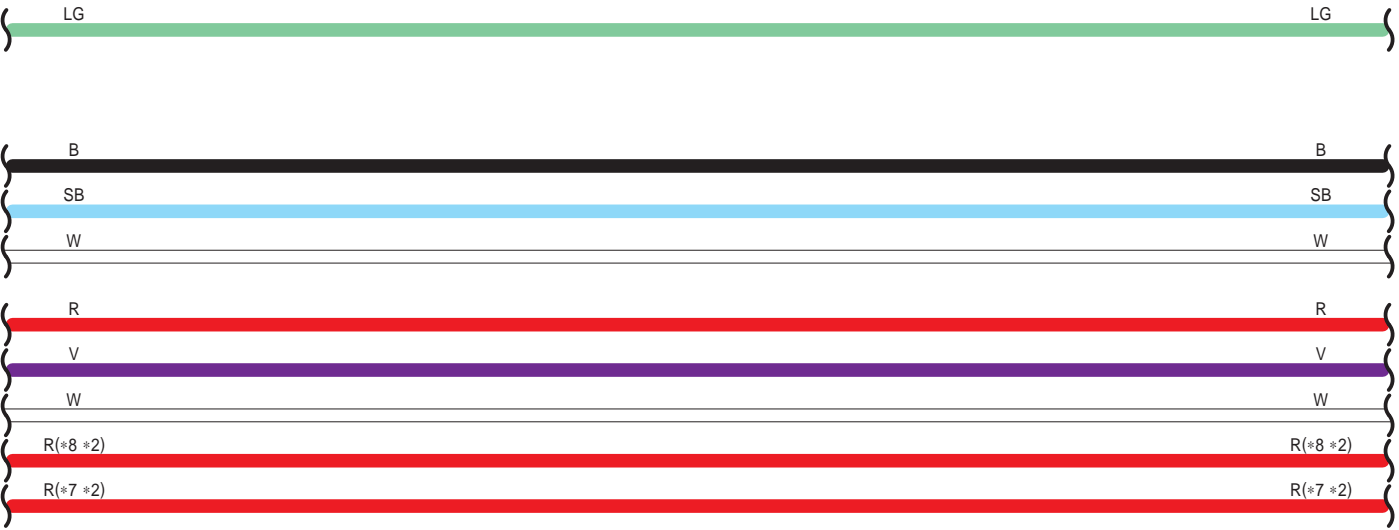 LG LG
B B
SB SB
W W
R R
V V
W W
R(*8 *2) R(*8 *2)
R(*7 *2) R(*7 *2)